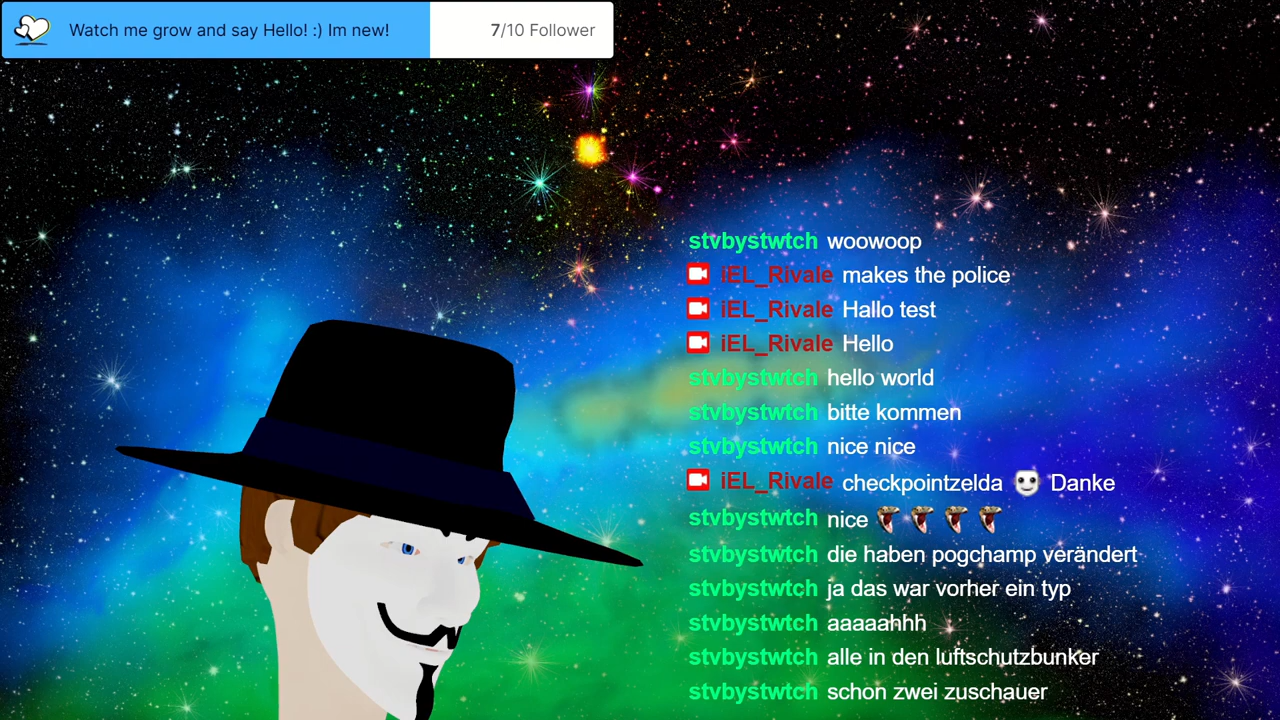 Watch me grow and say Hello! :) Im new! 7/10 Follower
stvbystwtch woowoop
iEL_Rivale makes the police
iEL_Rivale Hallo test
iEL_Rivale Hello
stvbystwtch hello world
stvbystwtch bitte kommen
stvbystwtch nice nice
iEL_Rivale checkpointzelda Danke
stvbystwtch nice
stvbystwtch die haben pogchamp verändert
stvbystwtch ja das war vorher ein typ
stvbystwtch aaaaahhh
stvbystwtch alle in den luftschutzbunker
stvbystwtch schon zwei zuschauer